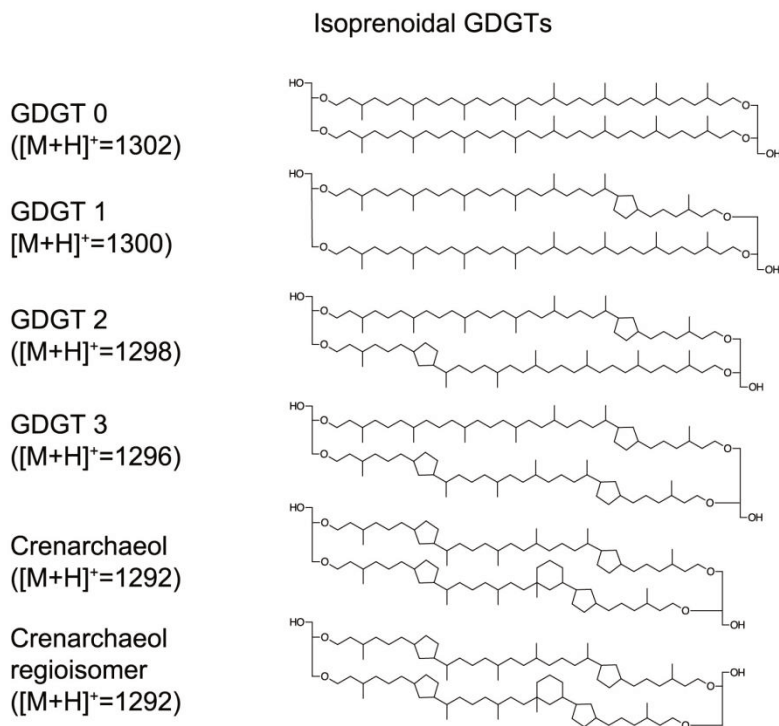 Isoprenoidal GDGTs
HO
O O
GDGT 0
([M+H]⁺=1302)
O O
OH
HO
O O
GDGT 1
[M+H]⁺=1300)
O O
OH
HO
O O
GDGT 2
([M+H]⁺=1298)
O O
OH
HO
O O
GDGT 3
([M+H]⁺=1296)
O O
OH
HO
O O
Crenarchaeol
([M+H]⁺=1292)
O O
OH
HO
O O
OH
Crenarchaeol
regioisomer
([M+H]⁺=1292)
O O